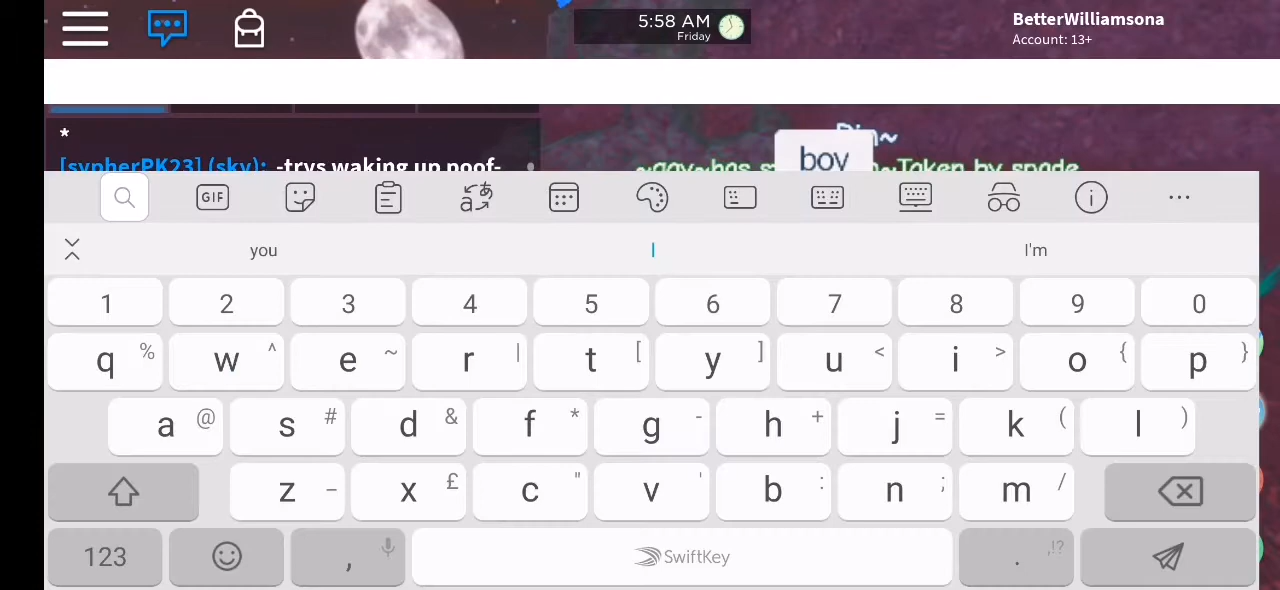 5:58 AM
Friday
BetterWilliamsona
Account: 13+
*
[sypherPK23] (sky): -trys waking up poof-
boy
Taken by spade
GIF
you
I
I'm
1 2 3 4 5 6 7 8 9 0
q % w ^ e ~ r | t [ y ] u < i > o { p }
a @ s # d & f * g - h + j = k ( l )
z _ x £ c " v ' b : n ; m /
123 , SwiftKey . ,!?